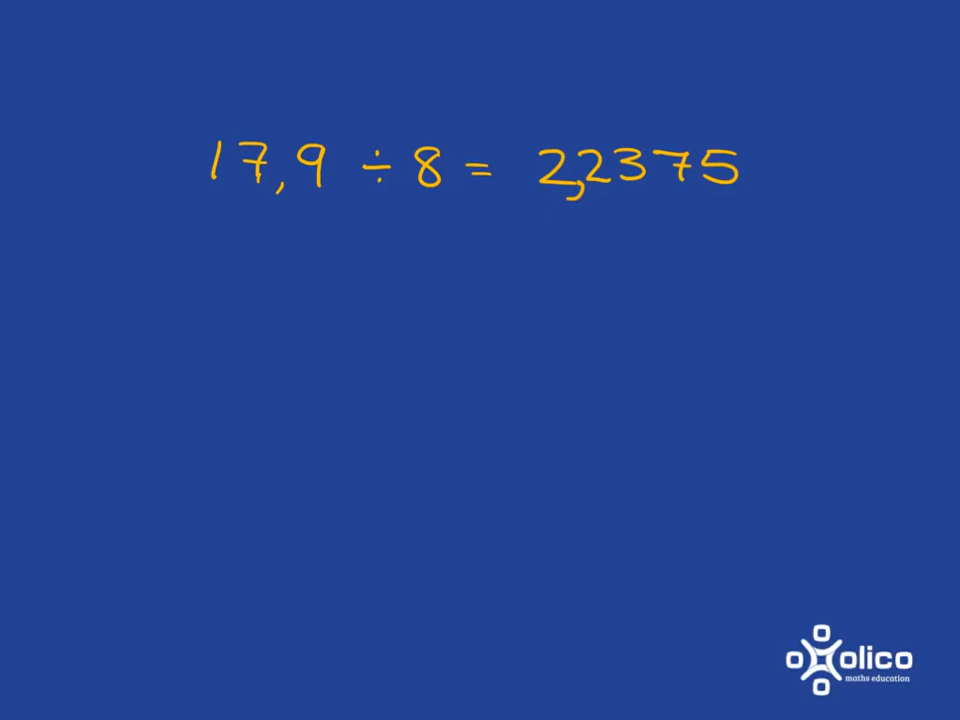 17,9 ÷ 8 = 2,2375
olico
maths education